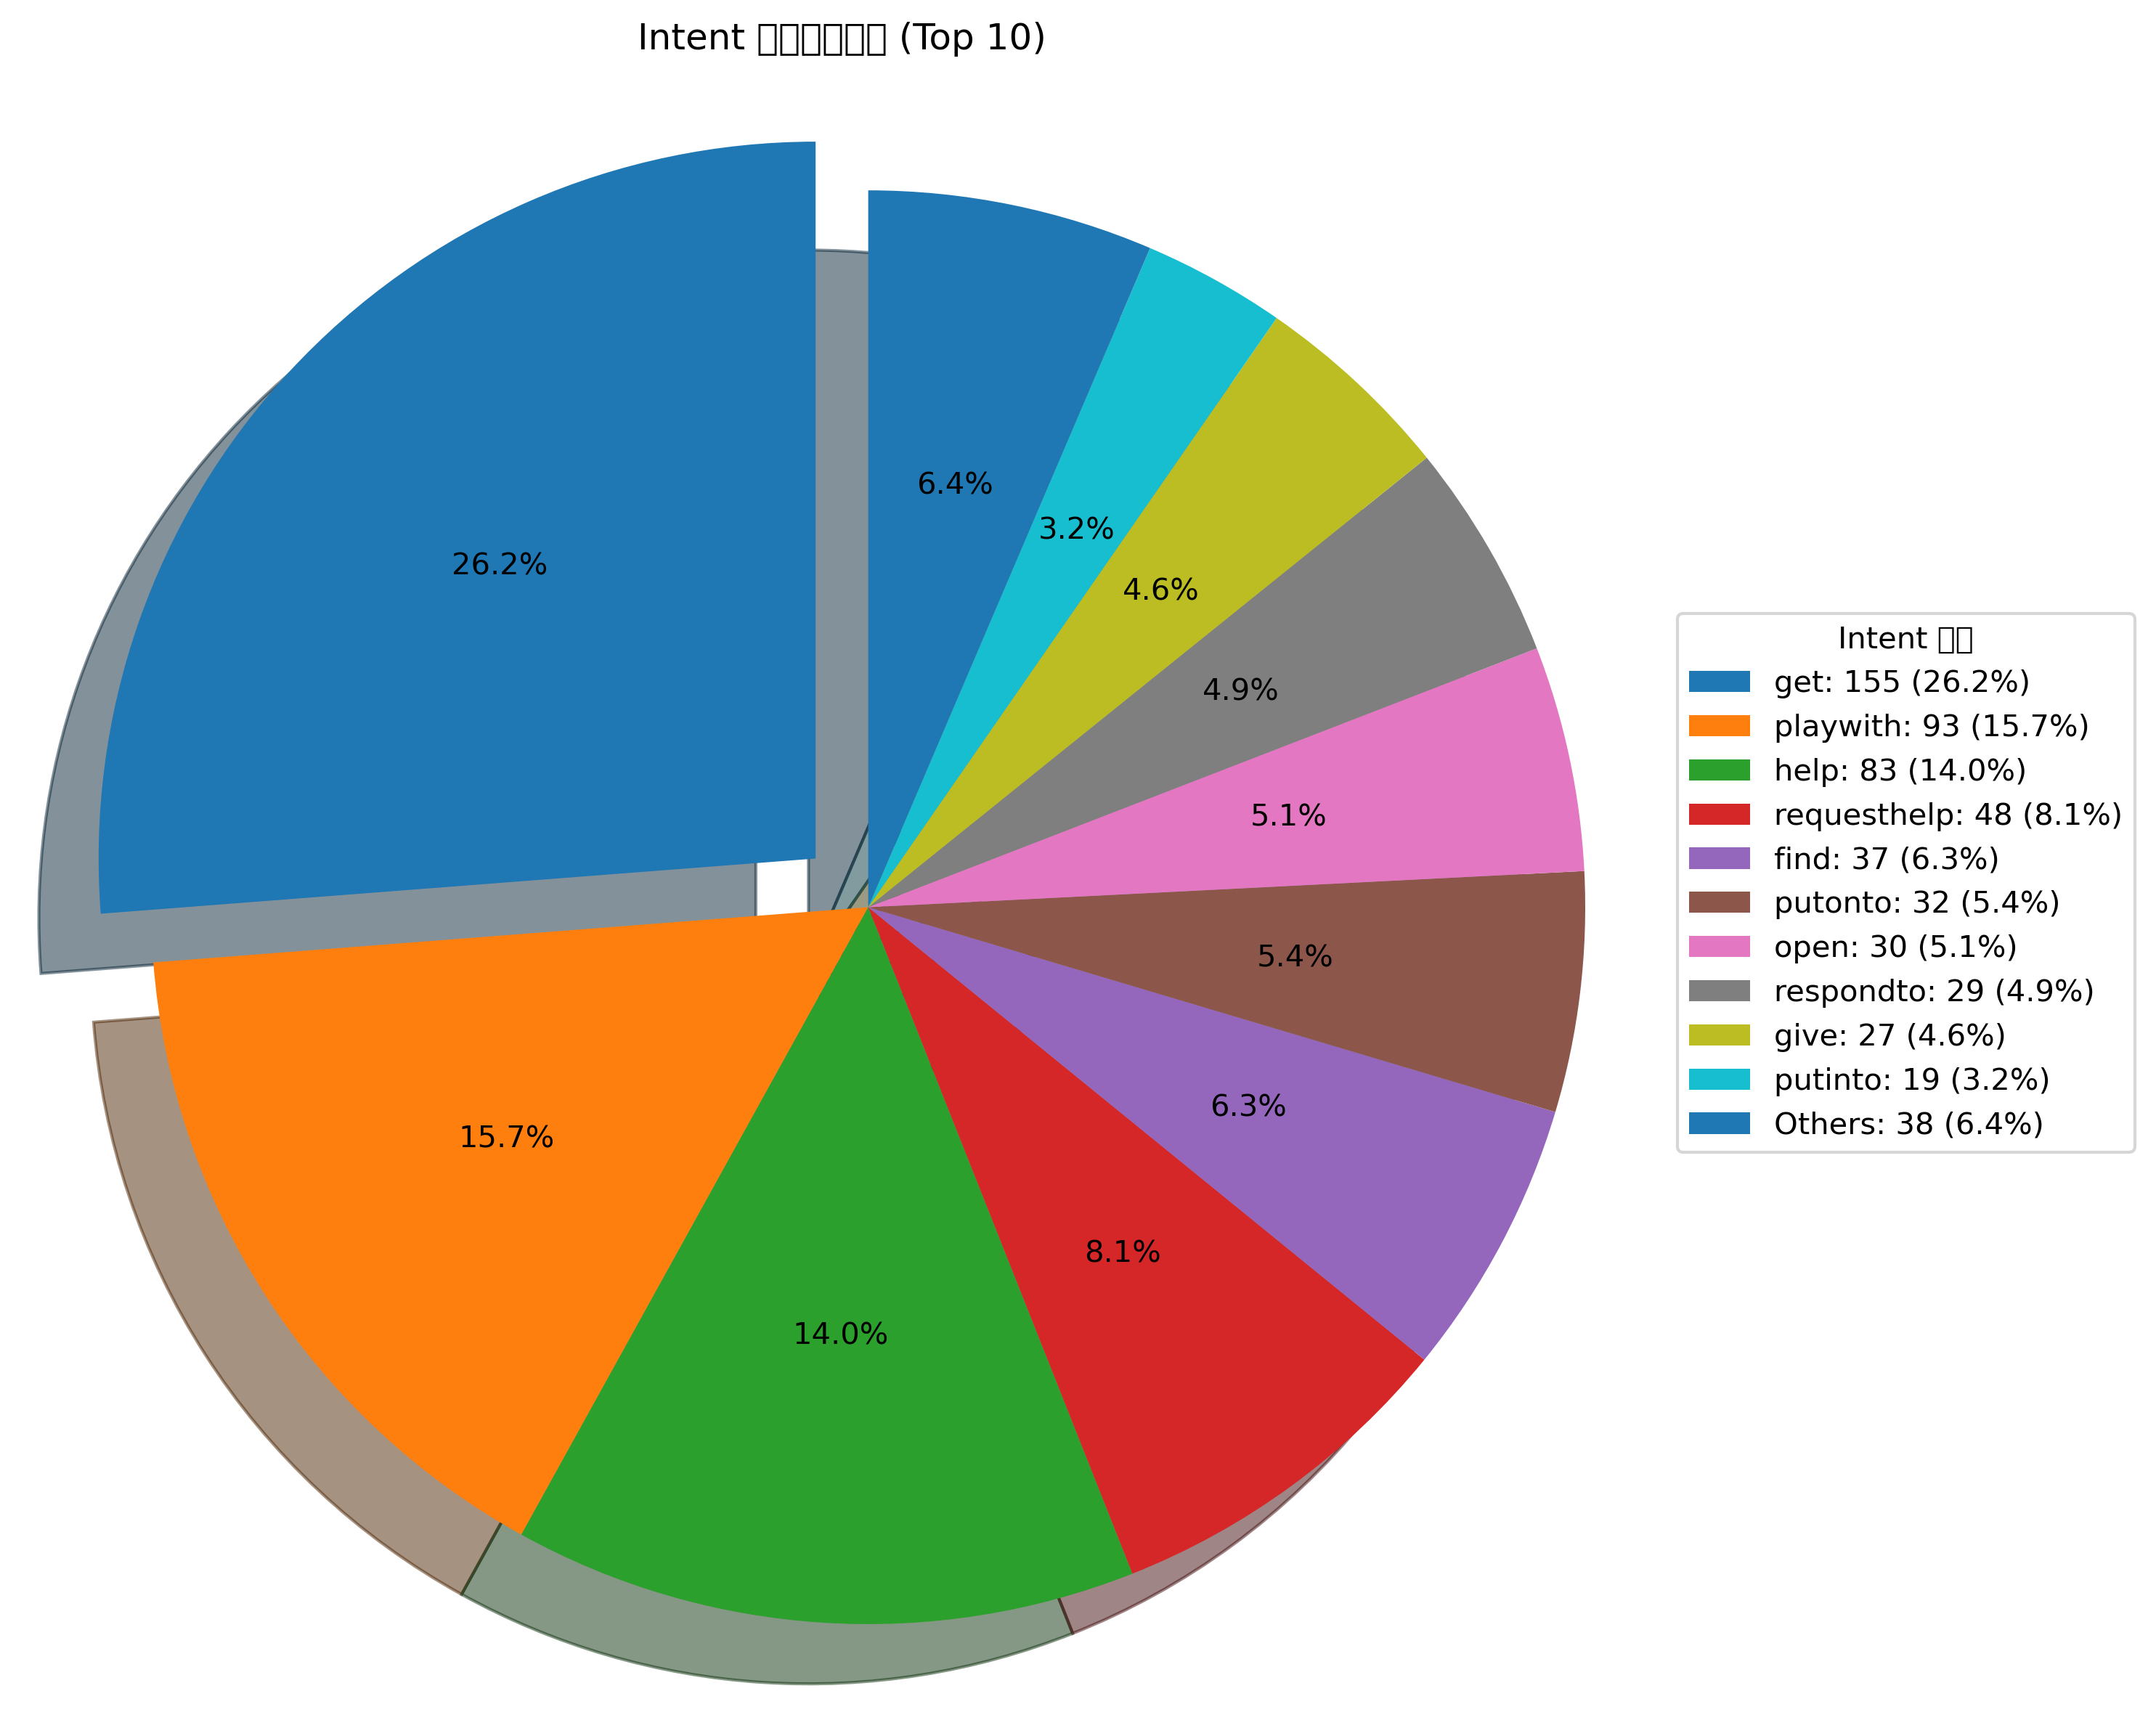 Intent (Top 10)
26.2%
6.4%
3.2%
4.6%
4.9%
5.1%
5.4%
6.3%
8.1%
14.0%
15.7%
Intent
get: 155 (26.2%)
playwith: 93 (15.7%)
help: 83 (14.0%)
requesthelp: 48 (8.1%)
find: 37 (6.3%)
putonto: 32 (5.4%)
open: 30 (5.1%)
respondto: 29 (4.9%)
give: 27 (4.6%)
putinto: 19 (3.2%)
Others: 38 (6.4%)